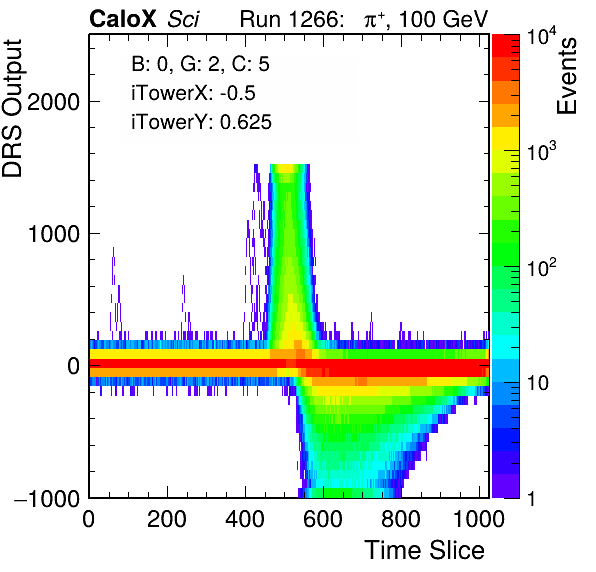 CaloX Sci Run 1266: π⁺, 100 GeV
B: 0, G: 2, C: 5
iTowerX: -0.5
iTowerY: 0.625
DRS Output
2000
1000
0
−1000
0 200 400 600 800 1000
Time Slice
Events
10⁴
10³
10²
10
1